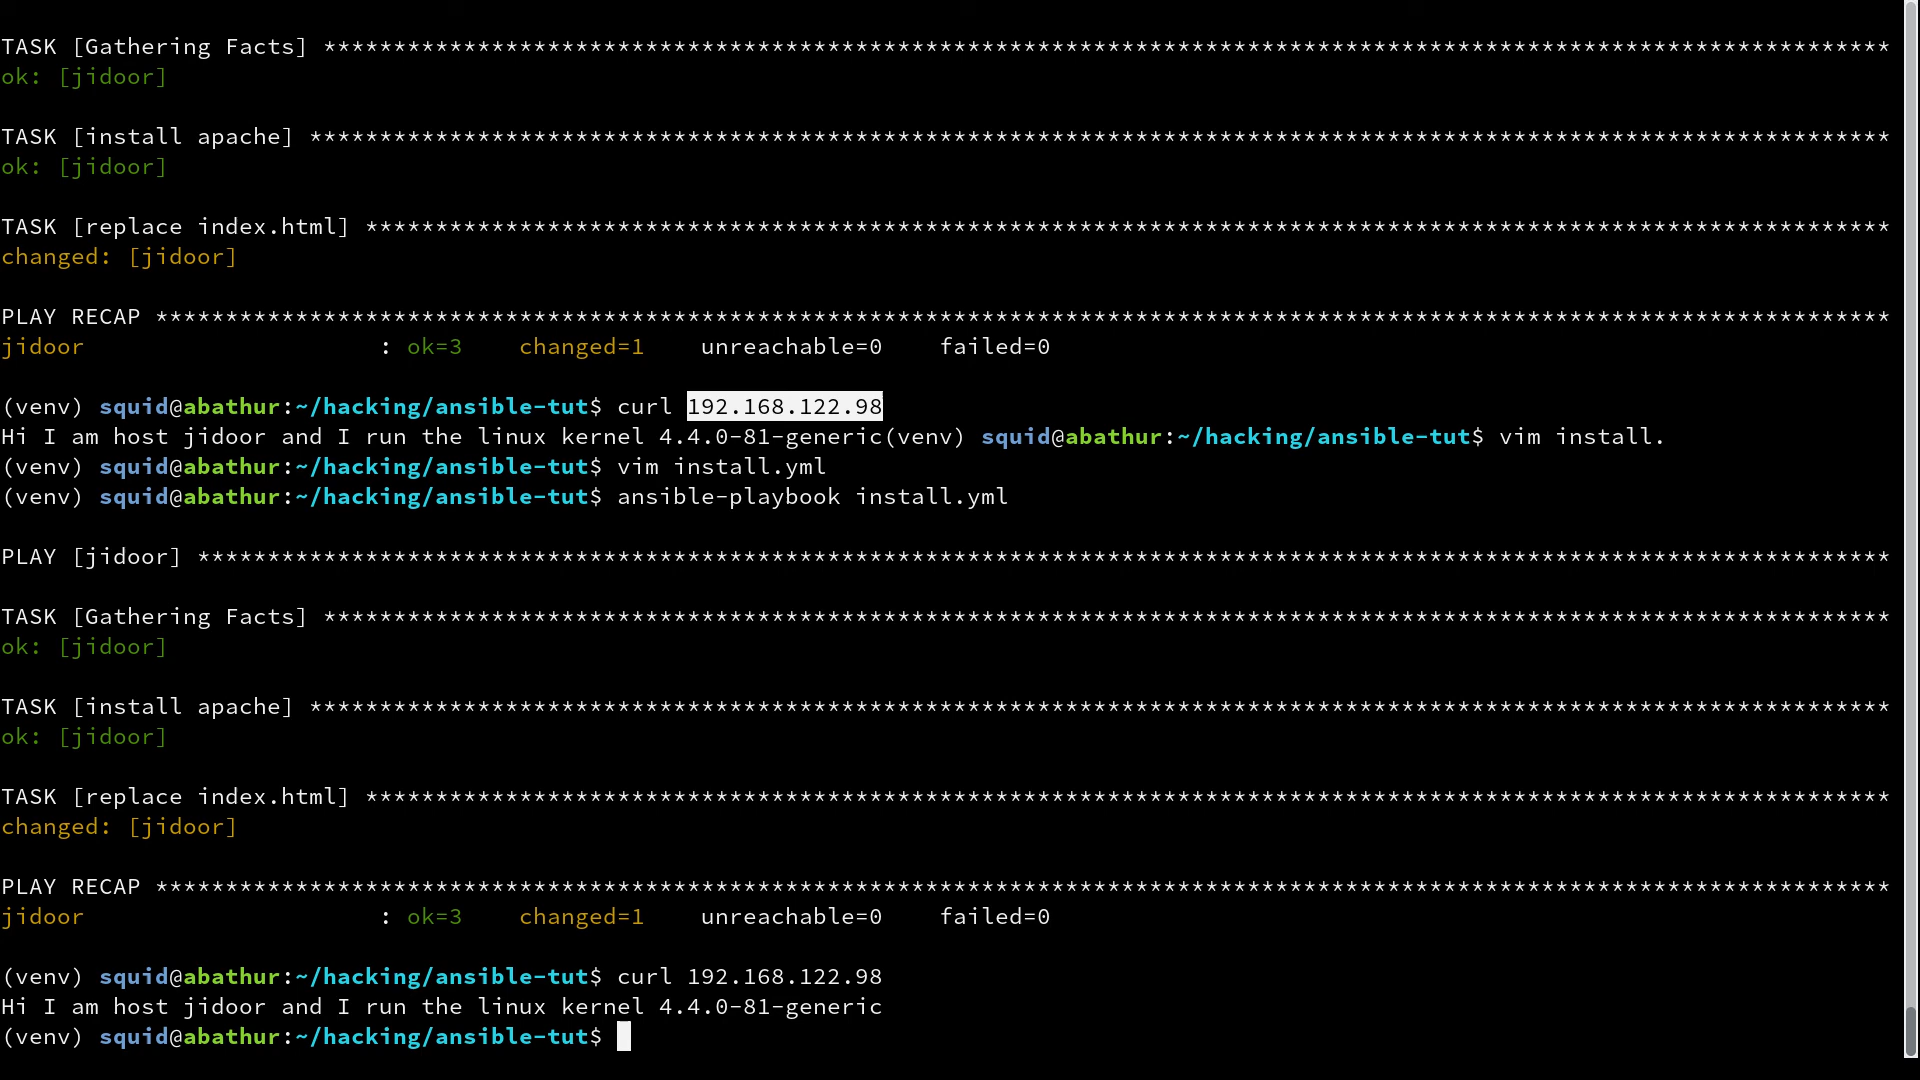 TASK [Gathering Facts] ****************************************************************************************************************
ok: [jidoor]
TASK [install apache] *****************************************************************************************************************
ok: [jidoor]
TASK [replace index.html] *************************************************************************************************************
changed: [jidoor]
PLAY RECAP ****************************************************************************************************************************
jidoor : ok=3 changed=1 unreachable=0 failed=0
(venv) squid@abathur:~/hacking/ansible-tut$ curl 192.168.122.98
Hi I am host jidoor and I run the linux kernel 4.4.0-81-generic(venv) squid@abathur:~/hacking/ansible-tut$ vim install.
(venv) squid@abathur:~/hacking/ansible-tut$ vim install.yml
(venv) squid@abathur:~/hacking/ansible-tut$ ansible-playbook install.yml
PLAY [jidoor] *************************************************************************************************************************
TASK [Gathering Facts] ****************************************************************************************************************
ok: [jidoor]
TASK [install apache] *****************************************************************************************************************
ok: [jidoor]
TASK [replace index.html] *************************************************************************************************************
changed: [jidoor]
PLAY RECAP ****************************************************************************************************************************
jidoor : ok=3 changed=1 unreachable=0 failed=0
(venv) squid@abathur:~/hacking/ansible-tut$ curl 192.168.122.98
Hi I am host jidoor and I run the linux kernel 4.4.0-81-generic
(venv) squid@abathur:~/hacking/ansible-tut$